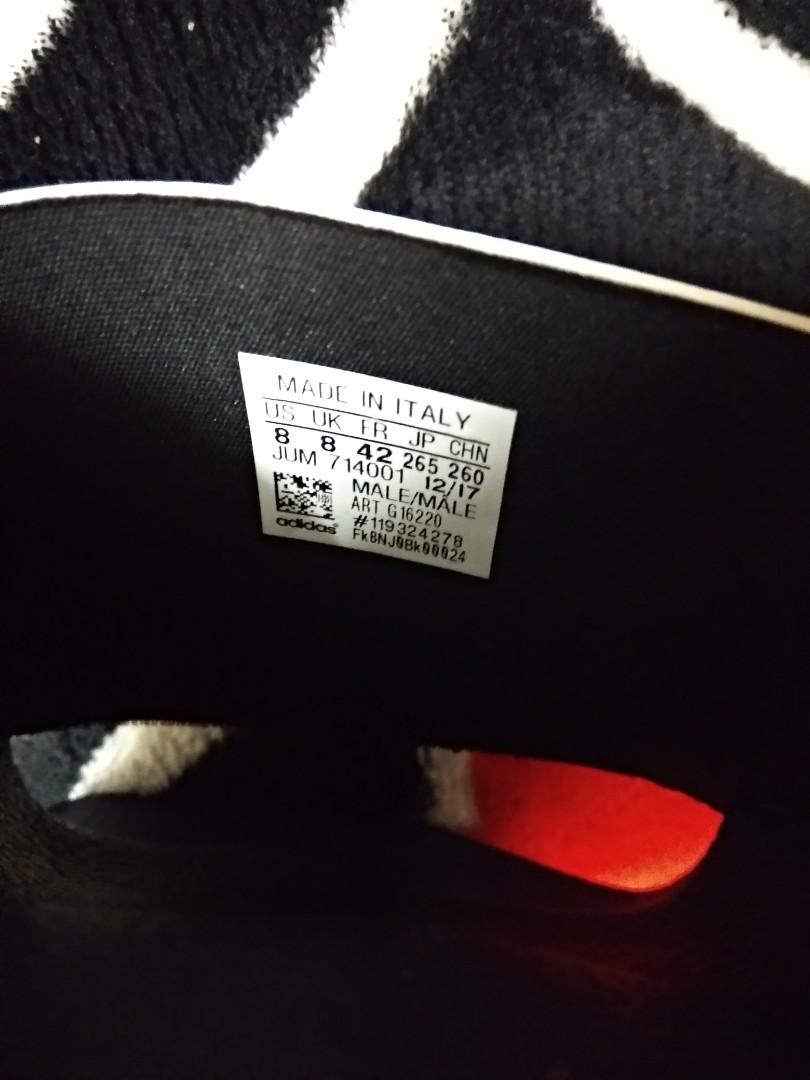 MADE IN ITALY
US UK FR JP CHN
8 8 42 265 260
JUM 714001 12/17
MALE/MÂLE
ART G16220
#119324278
adidas Fk8NJ0Bk00024